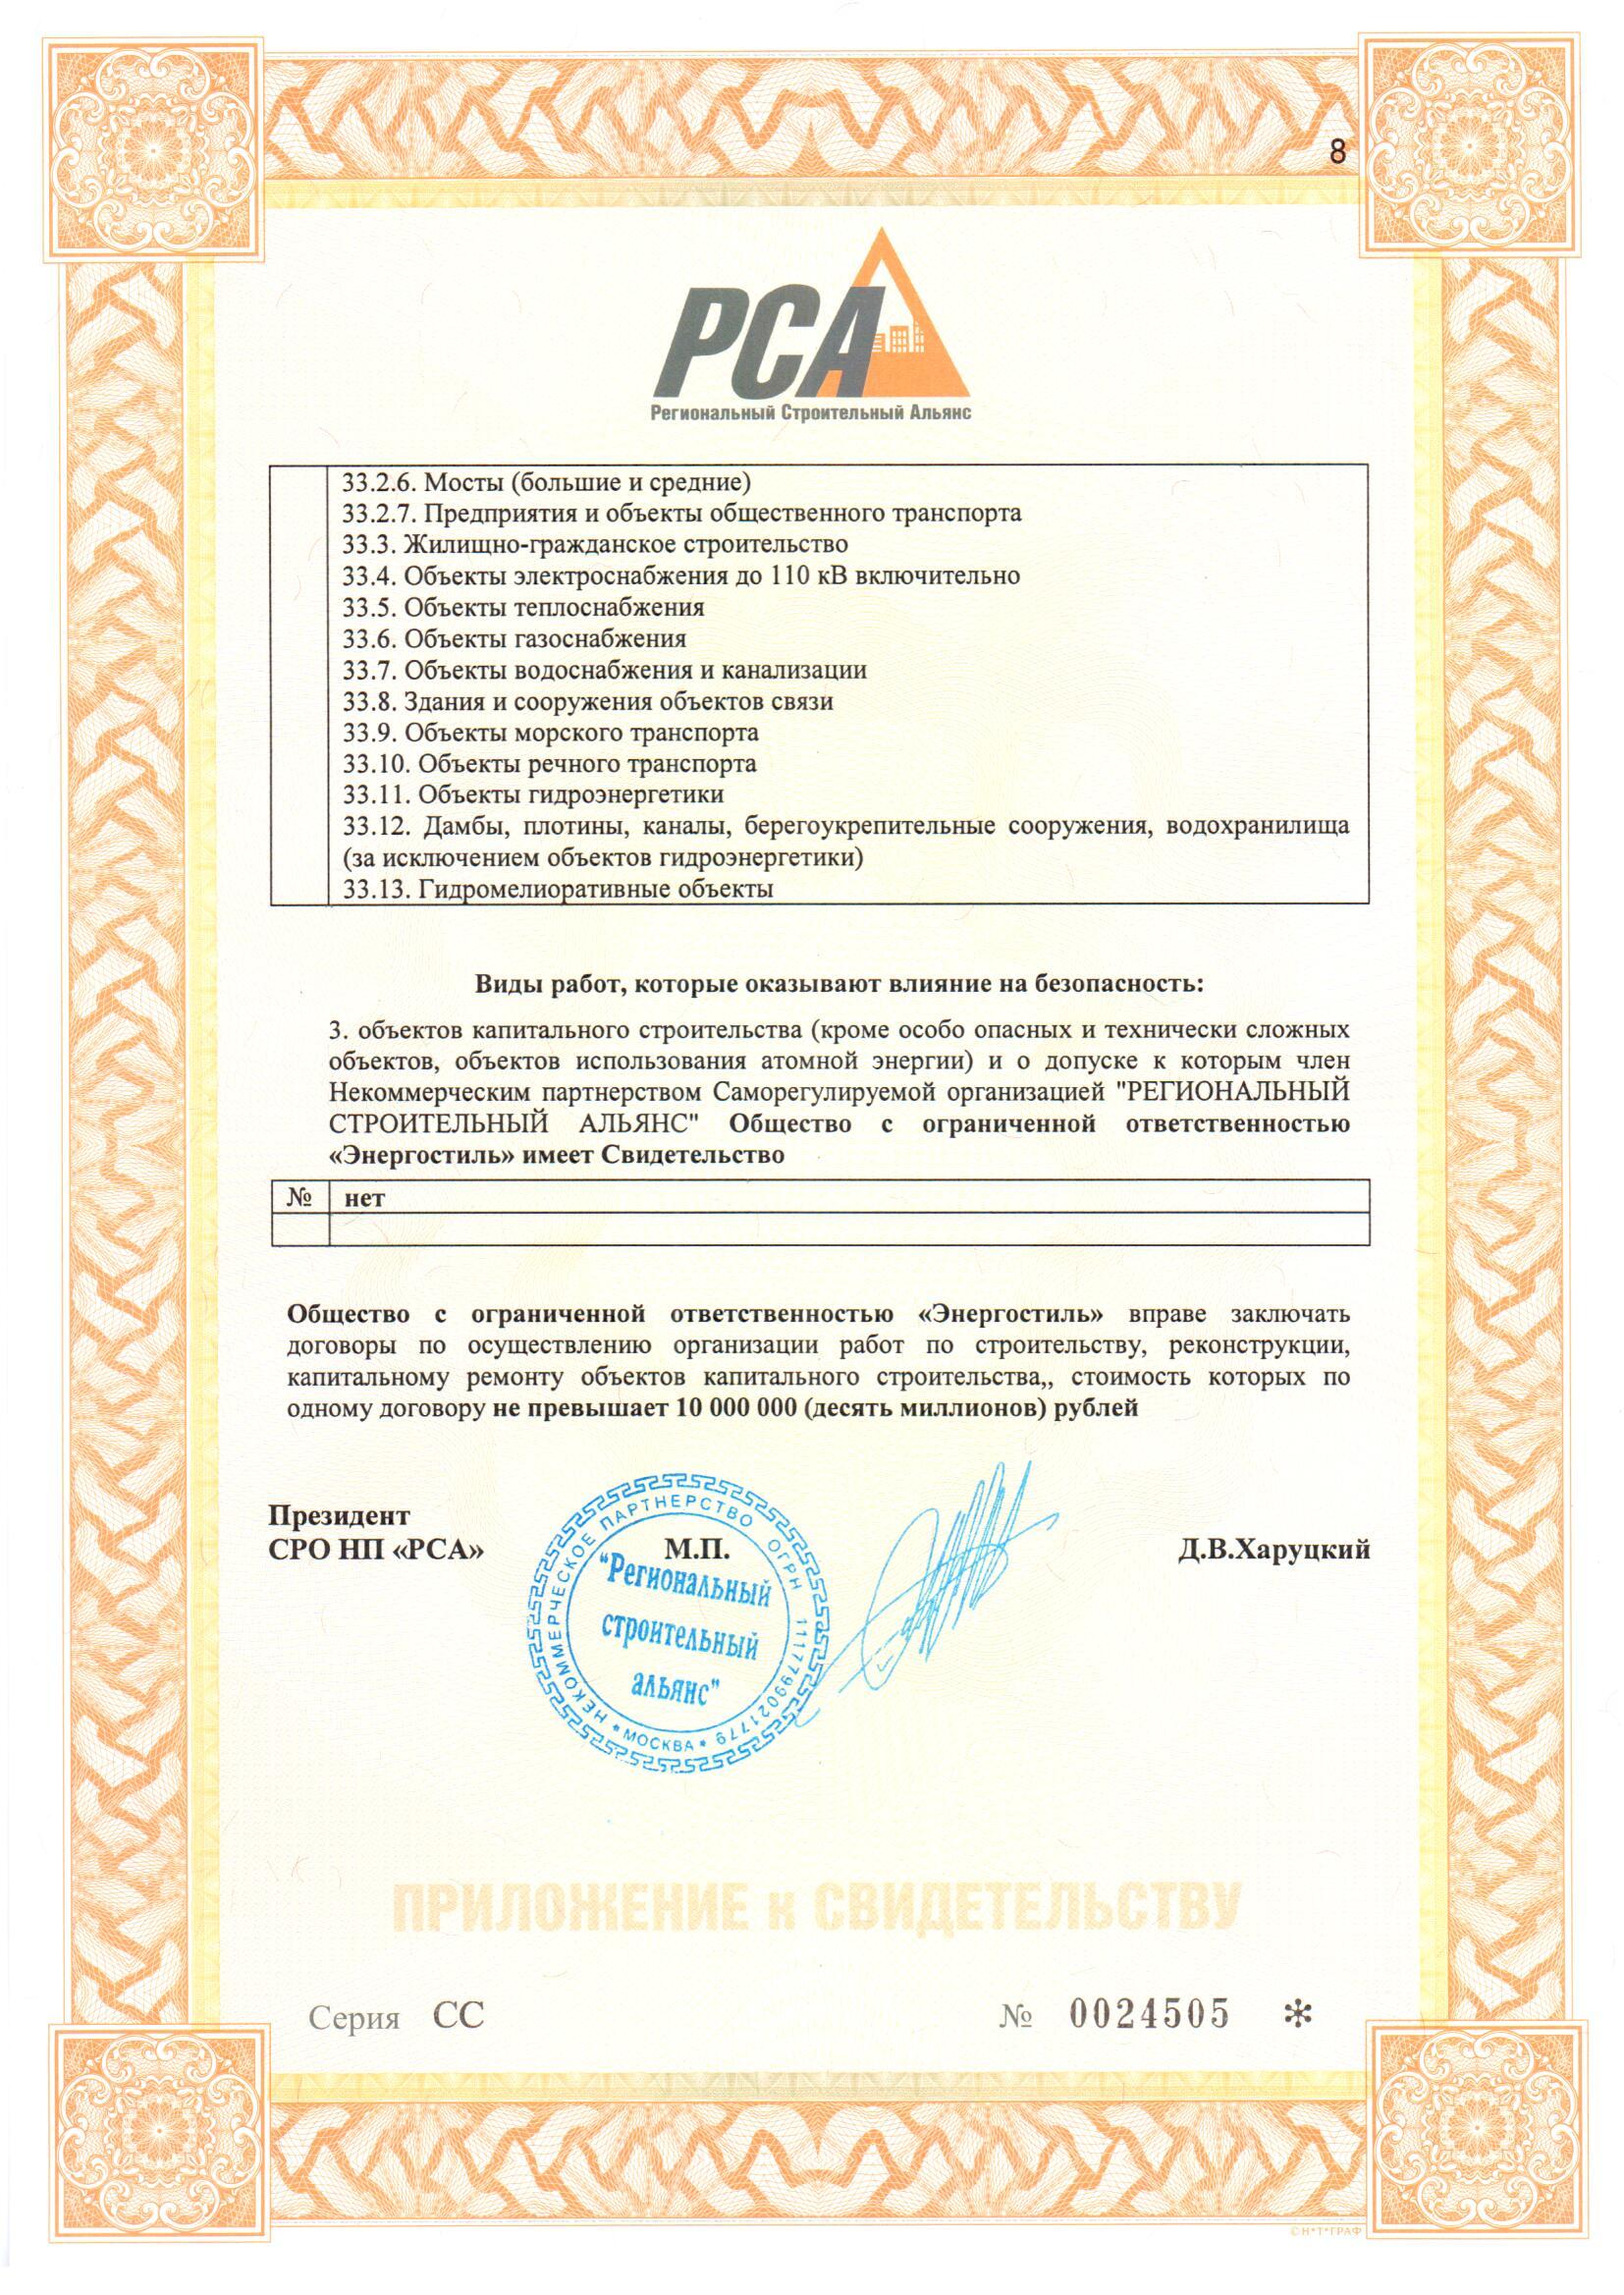 8
РСА
Региональный Строительный Альянс
33.2.6. Мосты (большие и средние)
33.2.7. Предприятия и объекты общественного транспорта
33.3. Жилищно-гражданское строительство
33.4. Объекты электроснабжения до 110 кВ включительно
33.5. Объекты теплоснабжения
33.6. Объекты газоснабжения
33.7. Объекты водоснабжения и канализации
33.8. Здания и сооружения объектов связи
33.9. Объекты морского транспорта
33.10. Объекты речного транспорта
33.11. Объекты гидроэнергетики
33.12. Дамбы, плотины, каналы, берегоукрепительные сооружения, водохранилища
(за исключением объектов гидроэнергетики)
33.13. Гидромелиоративные объекты
Виды работ, которые оказывают влияние на безопасность:
3. объектов капитального строительства (кроме особо опасных и технически сложных
объектов, объектов использования атомной энергии) и о допуске к которым член
Некоммерческим партнерством Саморегулируемой организацией "РЕГИОНАЛЬНЫЙ
СТРОИТЕЛЬНЫЙ АЛЬЯНС" Общество с ограниченной ответственностью
«Энергостиль» имеет Свидетельство
№ нет
Общество с ограниченной ответственностью «Энергостиль» вправе заключать
договоры по осуществлению организации работ по строительству, реконструкции,
капитальному ремонту объектов капитального строительства,, стоимость которых по
одному договору не превышает 10 000 000 (десять миллионов) рублей
Президент
СРО НП «РСА» М.П. Д.В.Харуцкий
НЕКОММЕРЧЕСКОЕ ПАРТНЕРСТВО ОГРН 1117799021779 * МОСКВА *
"Региональный
строительный
альянс"
ПРИЛОЖЕНИЕ к СВИДЕТЕЛЬСТВУ
Серия СС № 0024505 *
©Н*Т*ГРАФ